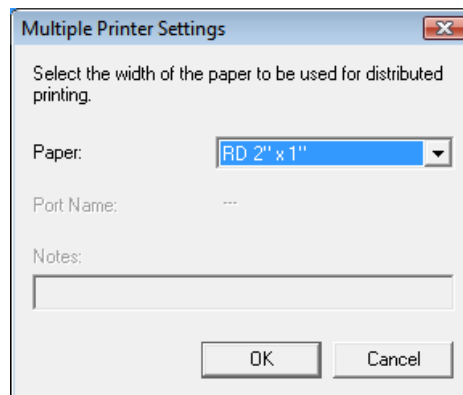 Multiple Printer Settings
Select the width of the paper to be used for distributed
printing.
Paper: RD 2" x 1"
Port Name: ---
Notes:
OK Cancel